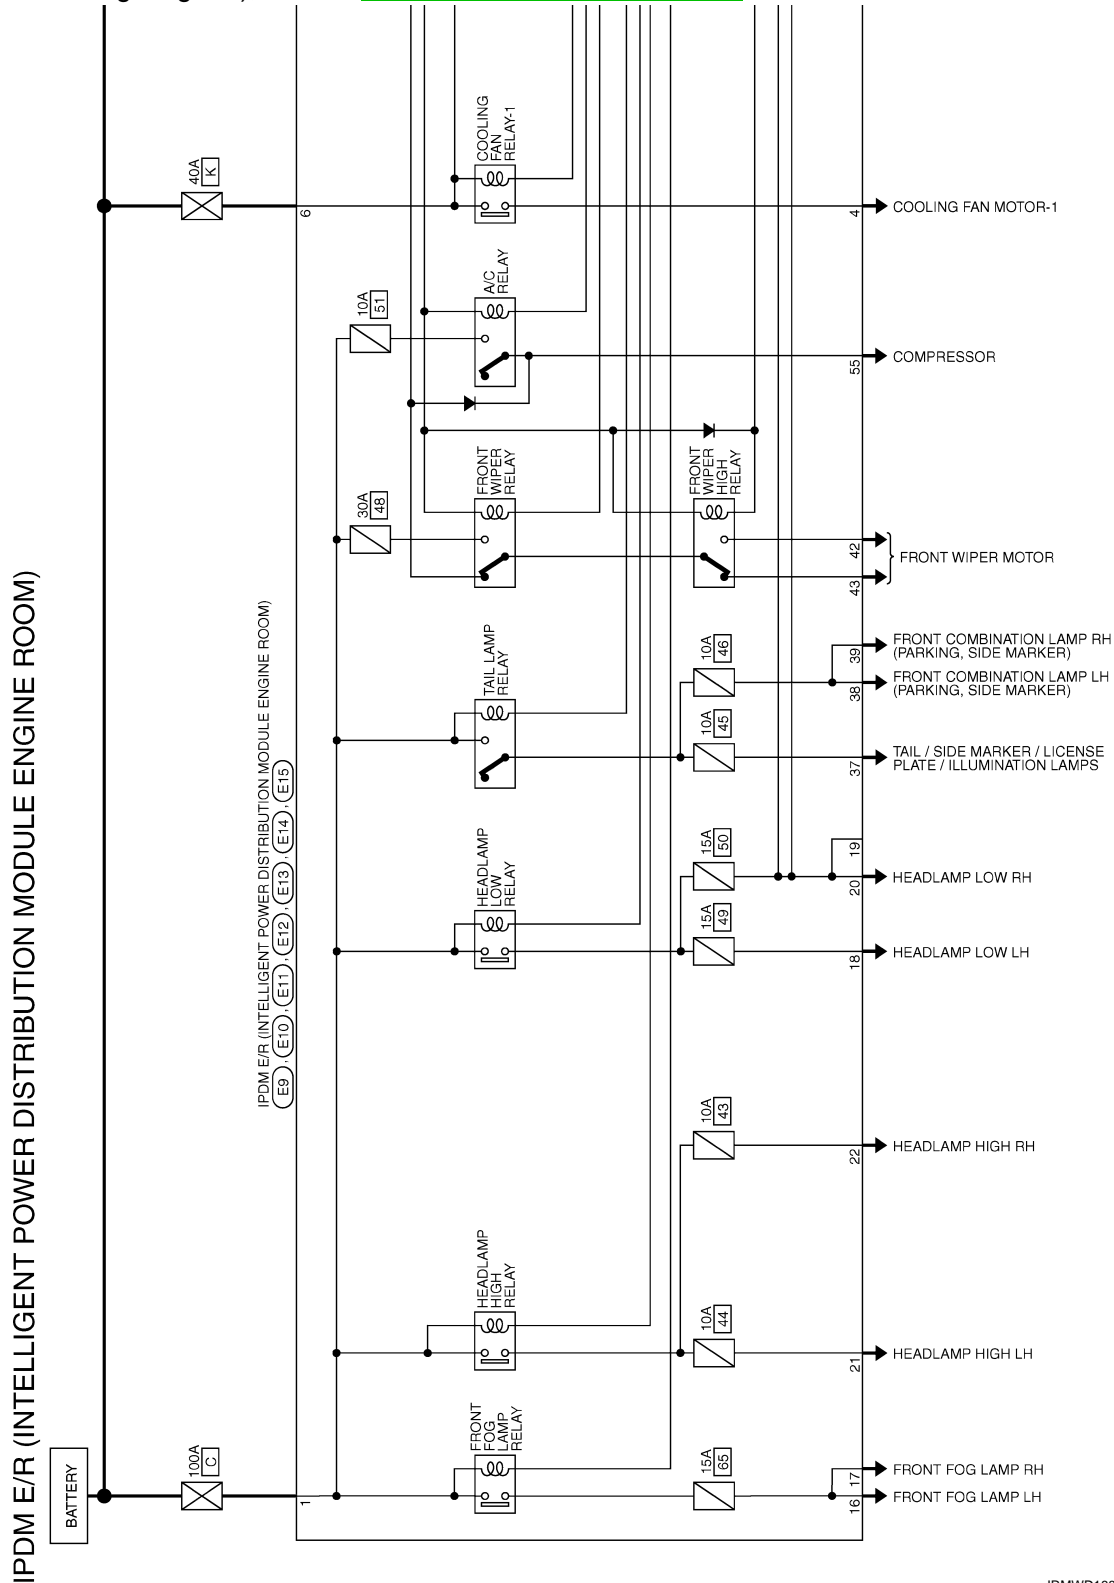 IPDM E/R (INTELLIGENT POWER DISTRIBUTION MODULE ENGINE ROOM)
BATTERY
100A
C
40A
K
IPDM E/R (INTELLIGENT POWER DISTRIBUTION MODULE ENGINE ROOM)
E9 , E10 , E11 , E12 , E13 , E14 , E15
1
6
10A
51
30A
48
COOLING
FAN
RELAY-1
A/C
RELAY
FRONT
WIPER
RELAY
FRONT
WIPER
HIGH
RELAY
TAIL LAMP
RELAY
HEADLAMP
LOW
RELAY
HEADLAMP
HIGH
RELAY
FRONT
FOG
LAMP
RELAY
10A
46
10A
45
15A
50
15A
49
10A
43
10A
44
15A
65
4
COOLING FAN MOTOR-1
55
COMPRESSOR
42
43
FRONT WIPER MOTOR
39
FRONT COMBINATION LAMP RH
(PARKING, SIDE MARKER)
38
FRONT COMBINATION LAMP LH
(PARKING, SIDE MARKER)
37
TAIL / SIDE MARKER / LICENSE
PLATE / ILLUMINATION LAMPS
19
20
HEADLAMP LOW RH
18
HEADLAMP LOW LH
22
HEADLAMP HIGH RH
21
HEADLAMP HIGH LH
17
FRONT FOG LAMP RH
16
FRONT FOG LAMP LH